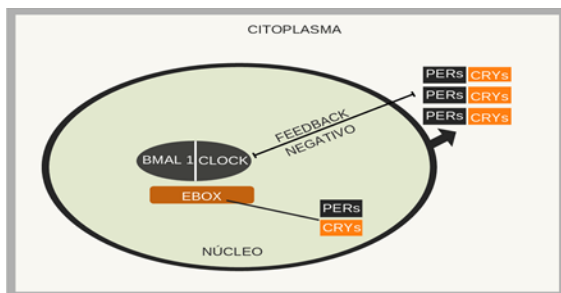 CITOPLASMA
PERs CRYs
PERs CRYs
PERs CRYs
FEEDBACK
NEGATIVO
BMAL 1 CLOCK
EBOX
PERs
CRYs
NÚCLEO